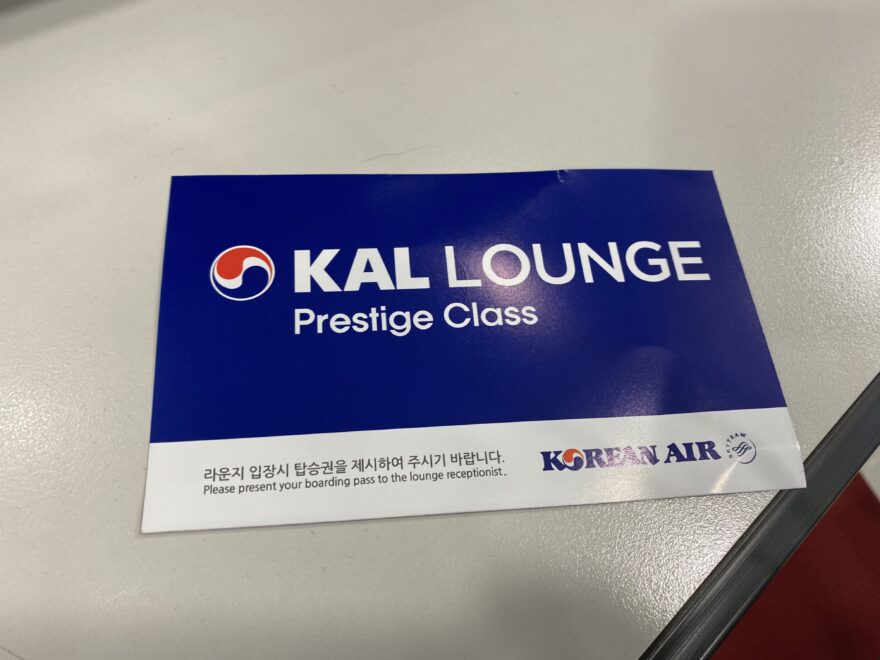 KAL LOUNGE
Prestige Class
라운지 입장시 탑승권을 제시하여 주시기 바랍니다.
Please present your boarding pass to the lounge receptionist.
KOREAN AIR
SKYTEAM